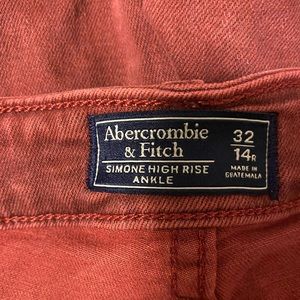 Abercrombie
& Fitch
SIMONE HIGH RISE
ANKLE
32
14R
MADE IN
GUATEMALA